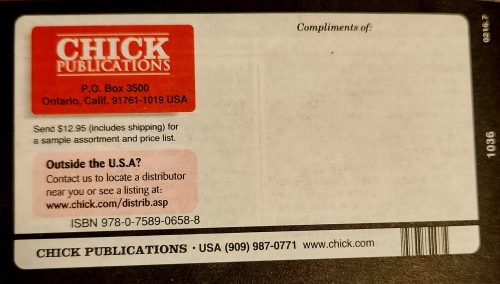 CHICK
PUBLICATIONS
P.O. Box 3500
Ontario, Calif. 91761-1019 USA
Send $12.95 (includes shipping) for
a sample assortment and price list.
Outside the U.S.A?
Contact us to locate a distributor
near you or see a listing at:
www.chick.com/distrib.asp
ISBN 978-0-7589-0658-8
Compliments of:
CHICK PUBLICATIONS • USA (909) 987-0771 www.chick.com
0216.7
1036